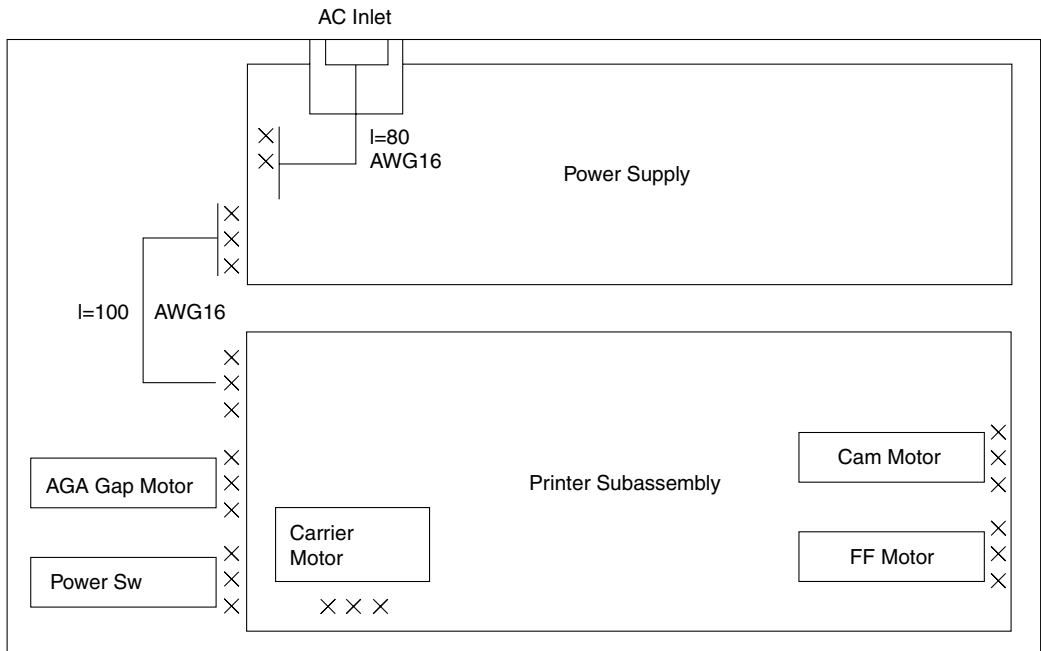 AC Inlet
l=80
AWG16
Power Supply
l=100
AWG16
AGA Gap Motor
Power Sw
Carrier
Motor
Printer Subassembly
Cam Motor
FF Motor